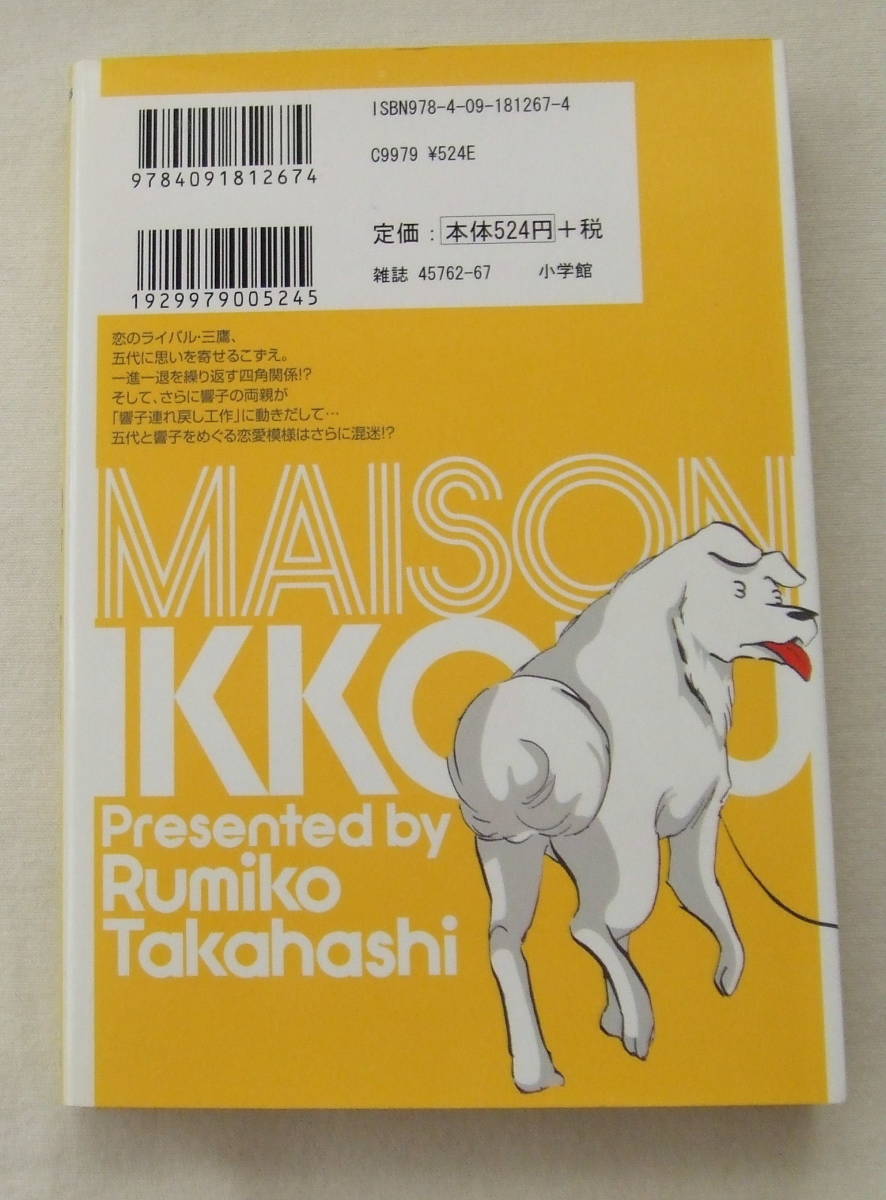 ISBN978-4-09-181267-4
9784091812674
C9979 ¥524E
定価：本体524円＋税
1929979005245
雑誌 45762-67 小学館
恋のライバル・三鷹、
五代に思いを寄せるこずえ。
一進一退を繰り返す四角関係!?
そして、さらに響子の両親が
「響子連れ戻し工作」に動きだして…
五代と響子をめぐる恋愛模様はさらに混迷!?
MAISON
IKKOKU
Presented by
Rumiko
Takahashi